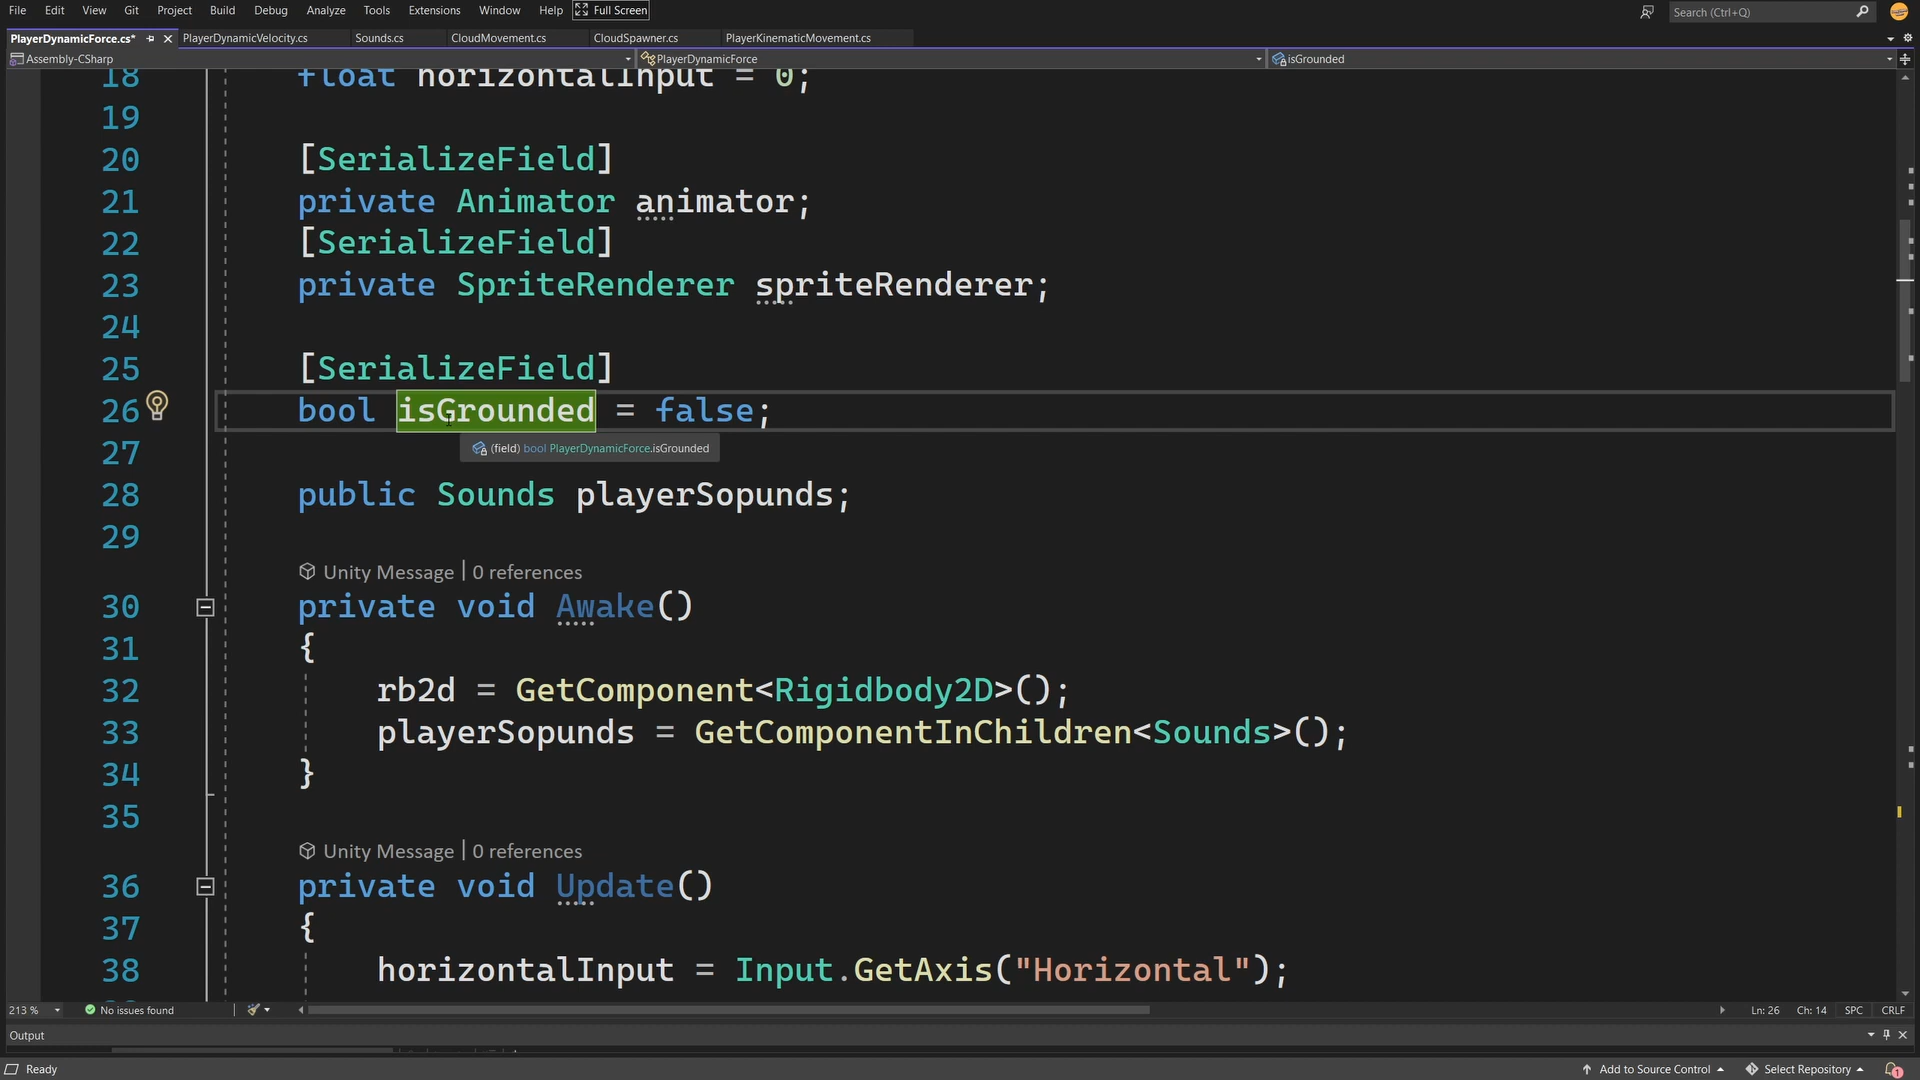 File Edit View Git Project Build Debug Analyze Tools Extensions Window Help Full Screen Search (Ctrl+Q)
PlayerDynamicForce.cs* PlayerDynamicVelocity.cs Sounds.cs CloudMovement.cs CloudSpawner.cs PlayerKinematicMovement.cs
Assembly-CSharp PlayerDynamicForce isGrounded
18 float horizontalInput = 0;
19
20 [SerializeField]
21 private Animator animator;
22 [SerializeField]
23 private SpriteRenderer spriteRenderer;
24
25 [SerializeField]
26 bool isGrounded = false;
(field) bool PlayerDynamicForce.isGrounded
27
28 public Sounds playerSopunds;
29
Unity Message | 0 references
30 private void Awake()
31 {
32 rb2d = GetComponent<Rigidbody2D>();
33 playerSopunds = GetComponentInChildren<Sounds>();
34 }
35
Unity Message | 0 references
36 private void Update()
37 {
38 horizontalInput = Input.GetAxis("Horizontal");
213 % No issues found Ln: 26 Ch: 14 SPC CRLF
Output
Ready Add to Source Control Select Repository 1